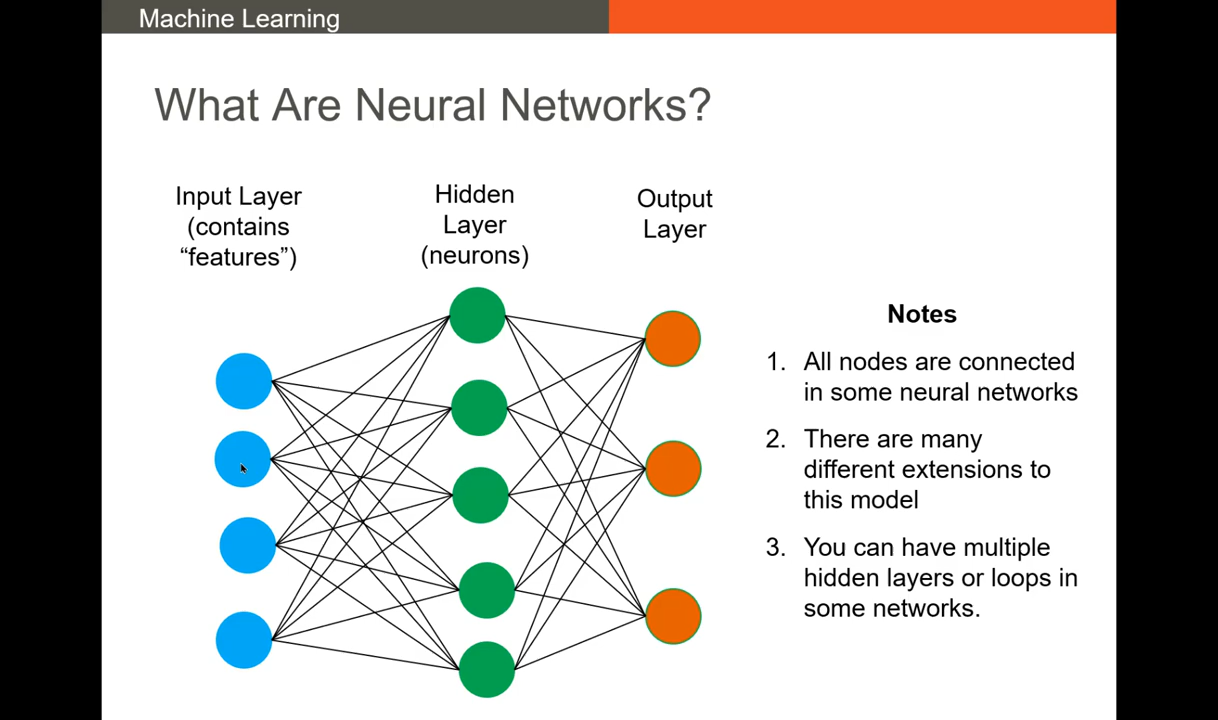 Machine Learning
What Are Neural Networks?
Input Layer
(contains
“features”)
Hidden
Layer
(neurons)
Output
Layer
Notes
1. All nodes are connected
in some neural networks
2. There are many
different extensions to
this model
3. You can have multiple
hidden layers or loops in
some networks.